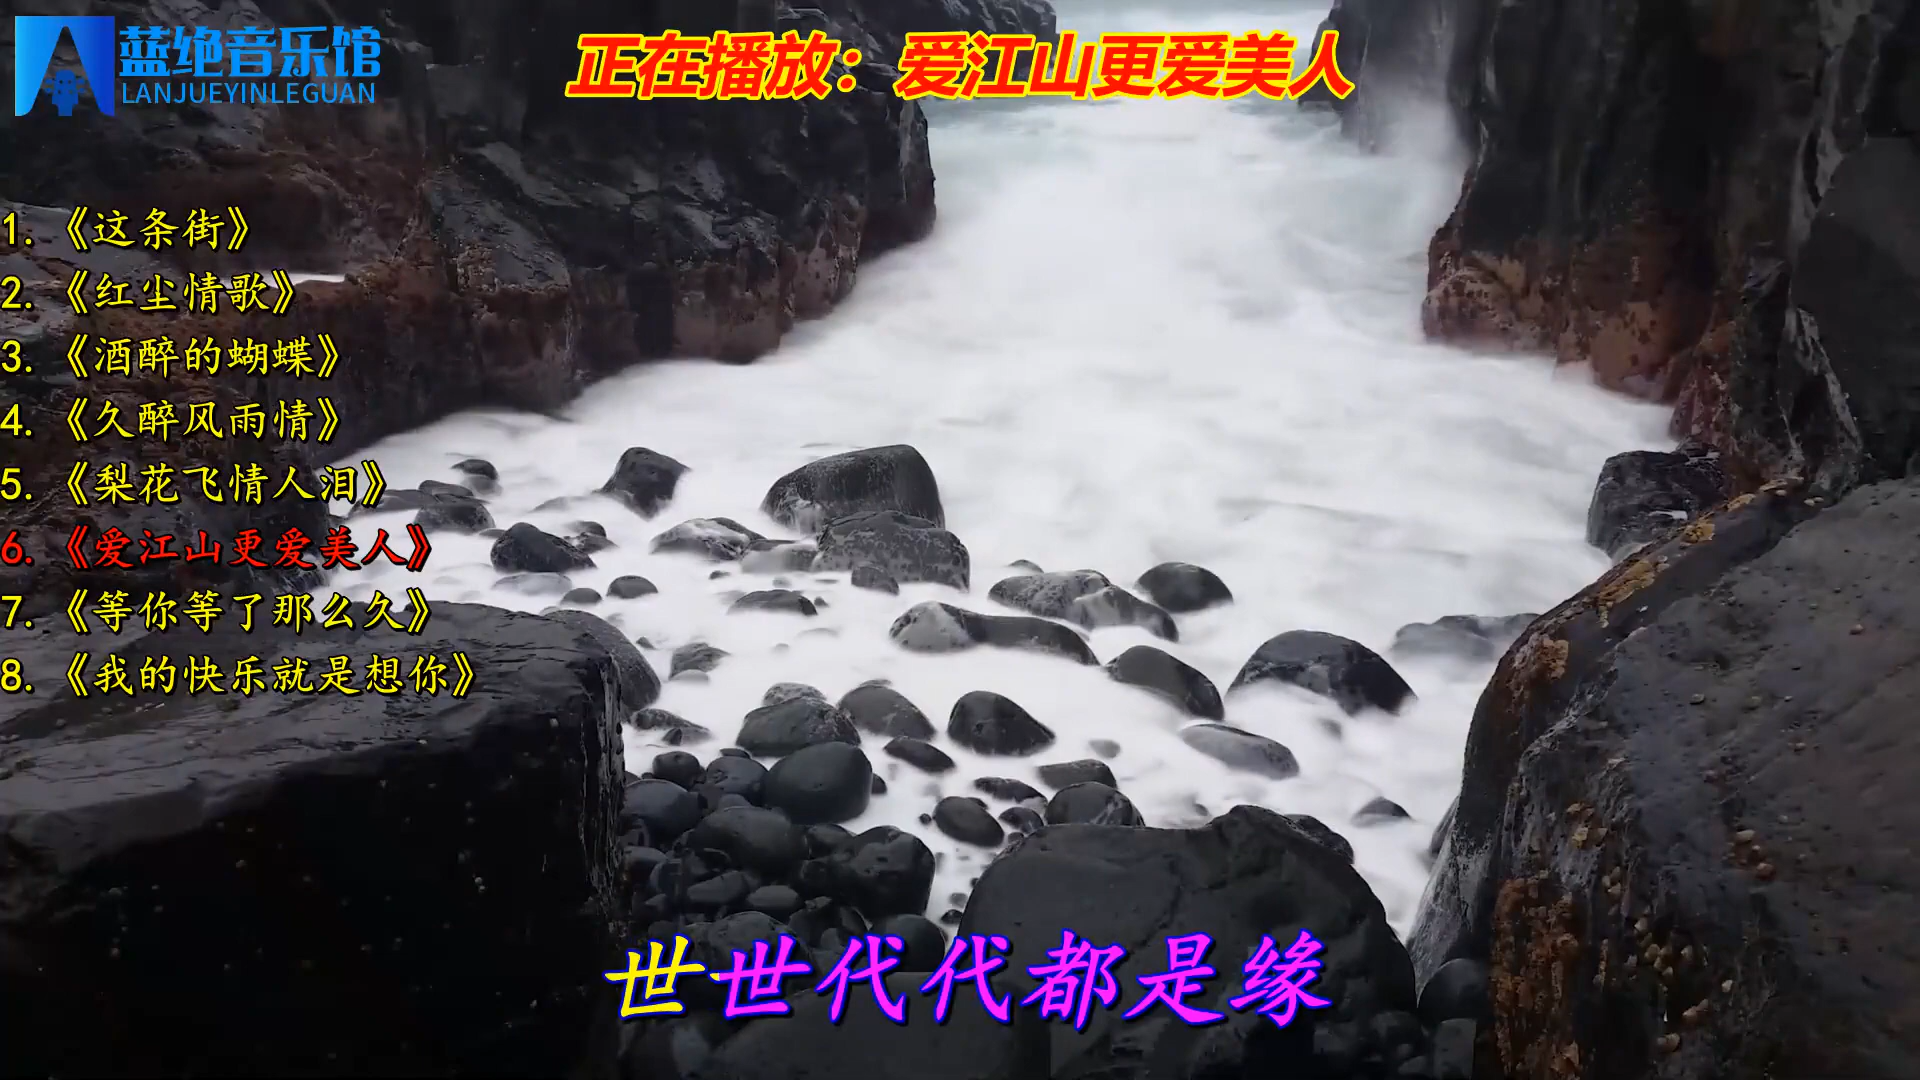 蓝绝音乐馆
LANJUEYINLEGUAN
正在播放：爱江山更爱美人
1.《这条街》
2.《红尘情歌》
3.《酒醉的蝴蝶》
4.《久醉风雨情》
5.《梨花飞情人泪》
6.《爱江山更爱美人》
7.《等你等了那么久》
8.《我的快乐就是想你》
世世代代都是缘